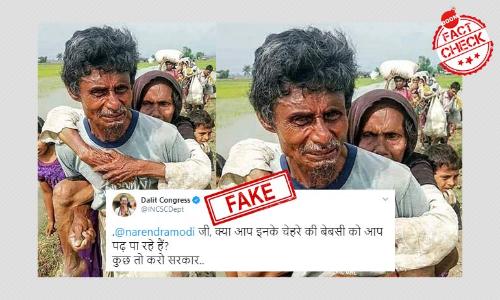 BOOM
FACT
CHECK
FAKE
Dalit Congress
@INCSCDept
.@narendramodi जी, क्या आप इनके चेहरे की बेबसी को आप
पढ़ पा रहे हैं?
कुछ तो करो सरकार..